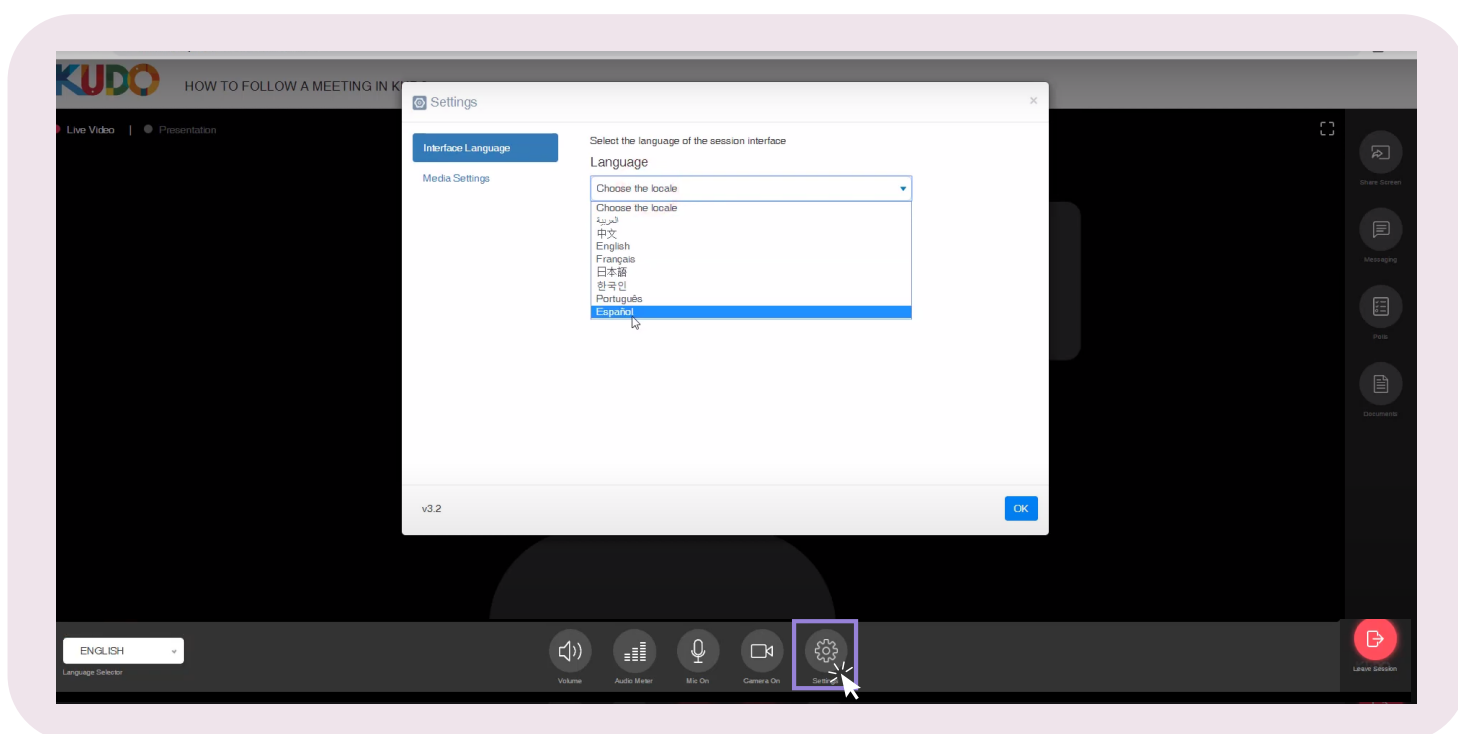 KUDO
HOW TO FOLLOW A MEETING IN K
Live Video | Presentation
Settings
×
Interface Language
Media Settings
Select the language of the session interface
Language
Choose the locale
Choose the locale
العربية
中文
English
Français
日本語
한국인
Português
Español
v3.2
OK
Share Screen
Messaging
Polls
Documents
ENGLISH
Language Selector
Volume
Audio Meter
Mic On
Camera On
Settings
Leave Session